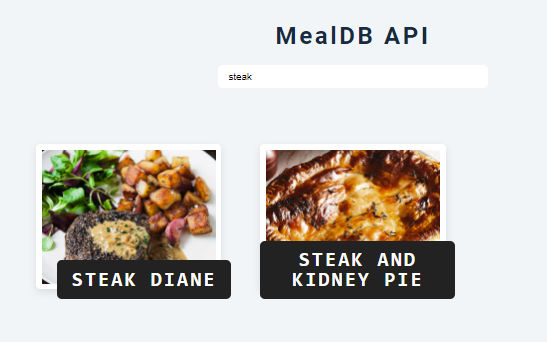 MealDB API
steak
STEAK DIANE
STEAK AND
KIDNEY PIE